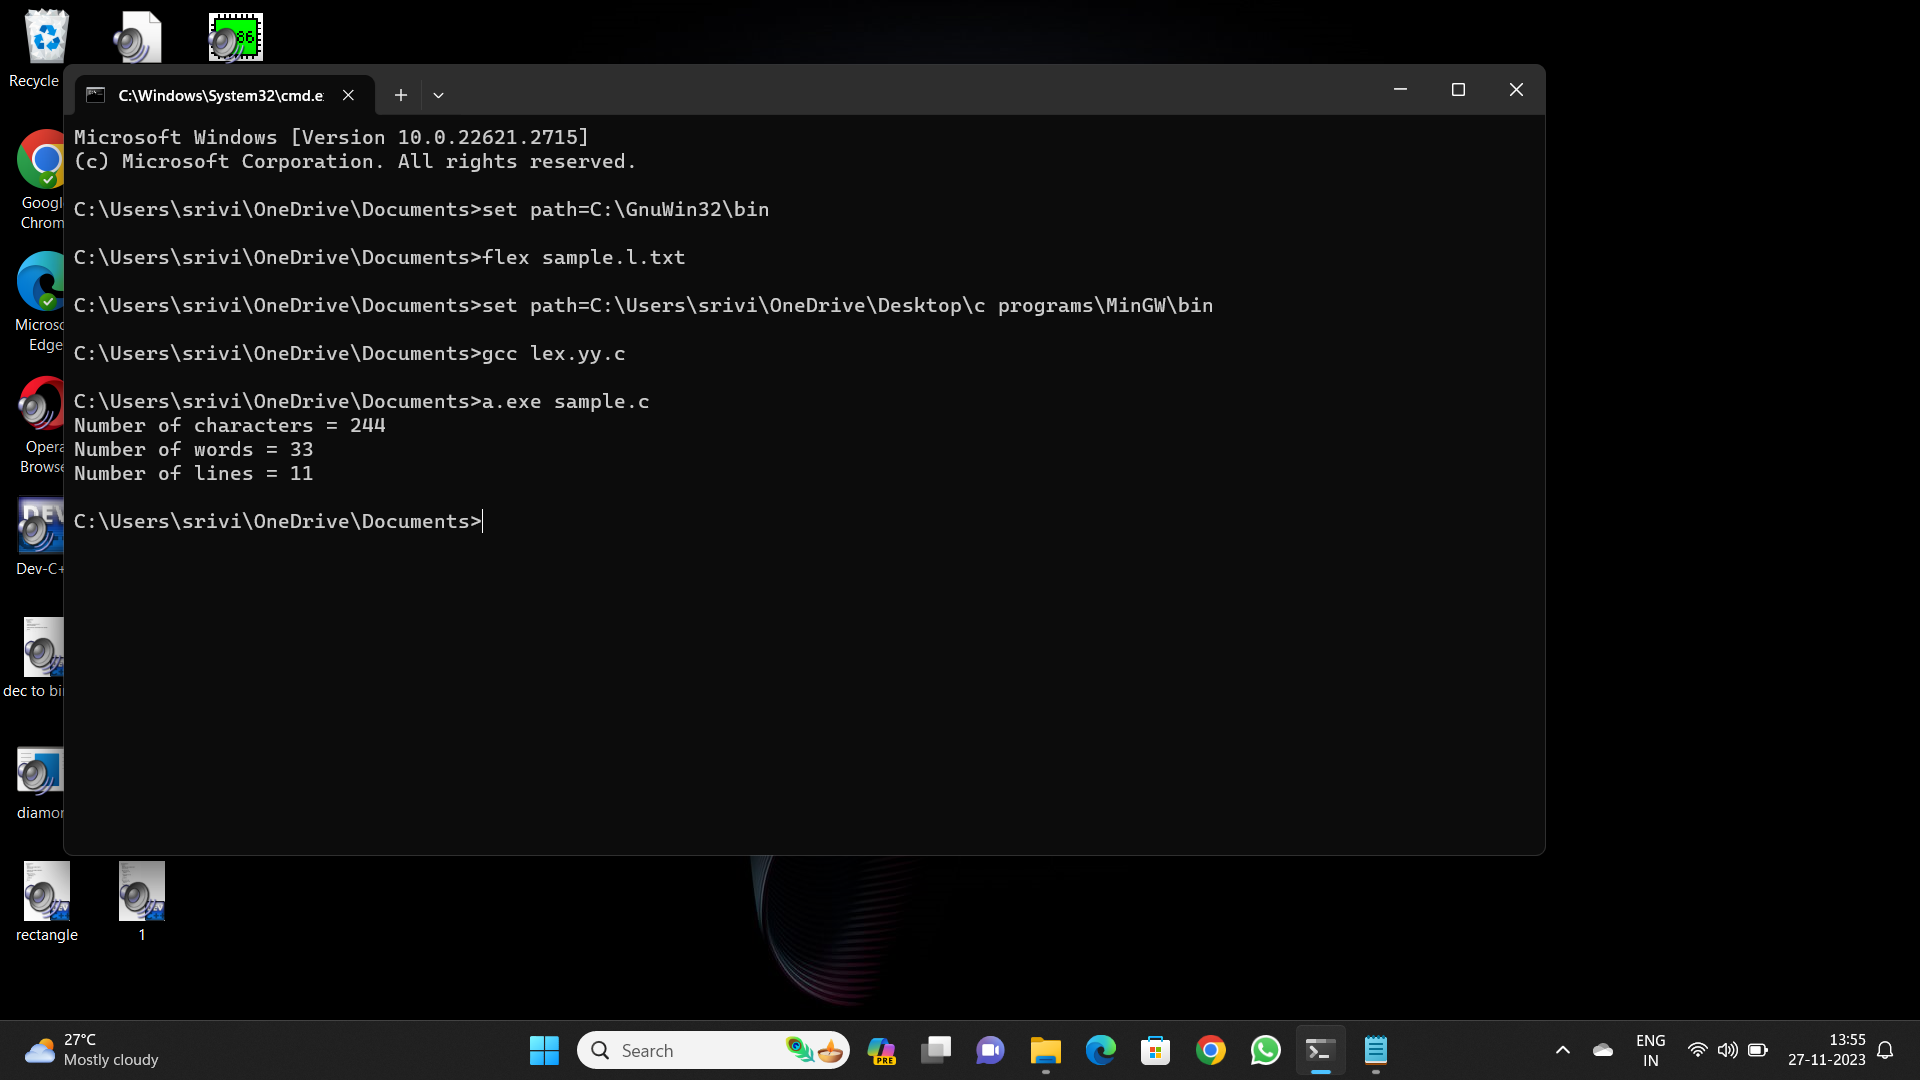 Recycle
C:\Windows\System32\cmd.e
Microsoft Windows [Version 10.0.22621.2715]
(c) Microsoft Corporation. All rights reserved.
C:\Users\srivi\OneDrive\Documents>set path=C:\GnuWin32\bin
C:\Users\srivi\OneDrive\Documents>flex sample.l.txt
C:\Users\srivi\OneDrive\Documents>set path=C:\Users\srivi\OneDrive\Desktop\c programs\MinGW\bin
C:\Users\srivi\OneDrive\Documents>gcc lex.yy.c
C:\Users\srivi\OneDrive\Documents>a.exe sample.c
Number of characters = 244
Number of words = 33
Number of lines = 11
C:\Users\srivi\OneDrive\Documents>
Googl
Chrom
Micros
Edge
Opera
Browse
DEV
Dev-C+
dec to bi
diamo
rectangle
1
27°C
Mostly cloudy
Search
PRE
ENG
IN
13:55
27-11-2023